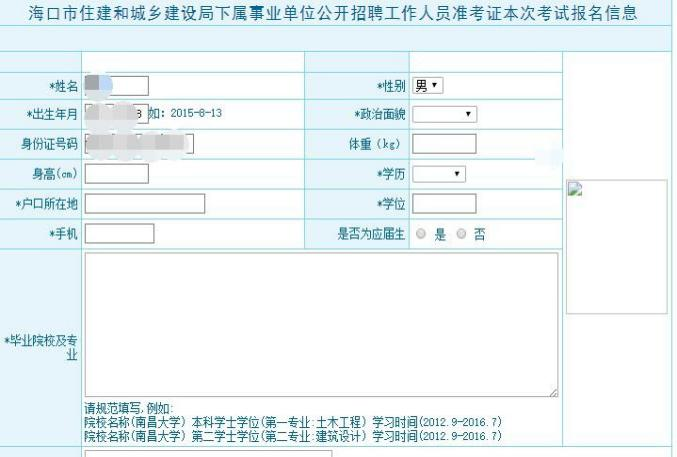 海口市住建和城乡建设局下属事业单位公开招聘工作人员准考证本次考试报名信息
*姓名
*性别 男
*出生年月 8 如: 2015-8-13
*政治面貌
身份证号码
体重（kg）
身高(cm)
*学历
*户口所在地
*学位
*手机
是否为应届生 是 否
*毕业院校及专
业
请规范填写,例如:
院校名称(南昌大学) 本科学士学位(第一专业:土木工程) 学习时间(2012.9-2016.7)
院校名称(南昌大学) 第二学士学位(第二专业:建筑设计) 学习时间(2012.9-2016.7)